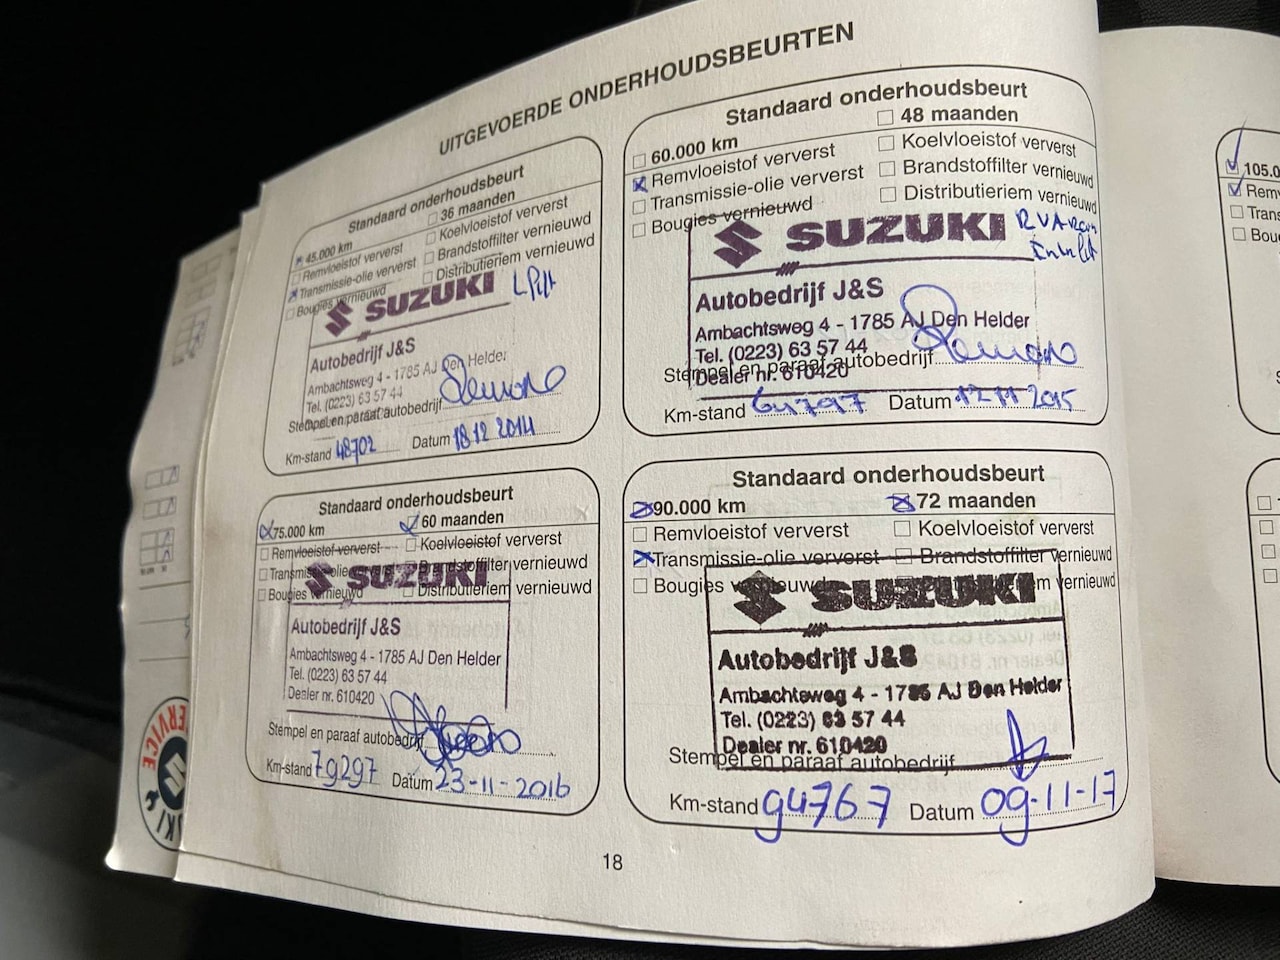 UITGEVOERDE ONDERHOUDSBEURTEN
Standaard onderhoudsbeurt
45.000 km
36 maanden
Remvloeistof ververst
Koelvloeistof ververst
Transmissie-olie ververst
Brandstoffilter vernieuwd
Bougies vernieuwd
Distributieriem vernieuwd
SUZUKI
Autobedrijf J&S
Ambachtsweg 4 - 1785 AJ Den Helder
Tel. (0223) 63 57 44
Stempel en paraaf autobedrijf
Km-stand 48702 Datum 18 12 2014
Standaard onderhoudsbeurt
60.000 km
48 maanden
Remvloeistof ververst
Koelvloeistof ververst
Transmissie-olie ververst
Brandstoffilter vernieuwd
Bougies vernieuwd
Distributieriem vernieuwd
SUZUKI
Autobedrijf J&S
Ambachtsweg 4 - 1785 AJ Den Helder
Tel. (0223) 63 57 44
Stempel en paraaf autobedrijf
Dealer nr. 610420
Km-stand 64797 Datum 12 11 2015
Standaard onderhoudsbeurt
75.000 km
60 maanden
Remvloeistof ververst
Koelvloeistof ververst
Transmissie-olie ververst
Brandstoffilter vernieuwd
Bougies vernieuwd
Distributieriem vernieuwd
SUZUKI
Autobedrijf J&S
Ambachtsweg 4 - 1785 AJ Den Helder
Tel. (0223) 63 57 44
Dealer nr. 610420
Stempel en paraaf autobedrijf
Km-stand 79297 Datum 23-11-2016
Standaard onderhoudsbeurt
90.000 km
72 maanden
Remvloeistof ververst
Koelvloeistof ververst
Transmissie-olie ververst
Brandstoffilter vernieuwd
Bougies vernieuwd
vernieuwd
SUZUKI
Autobedrijf J&S
Ambachtsweg 4 - 1785 AJ Den Helder
Tel. (0223) 63 57 44
Dealer nr. 610420
Stempel en paraaf autobedrijf
Km-stand 94767 Datum 09-11-17
18
105.0
Remv
Trans
Bou
SERVICE